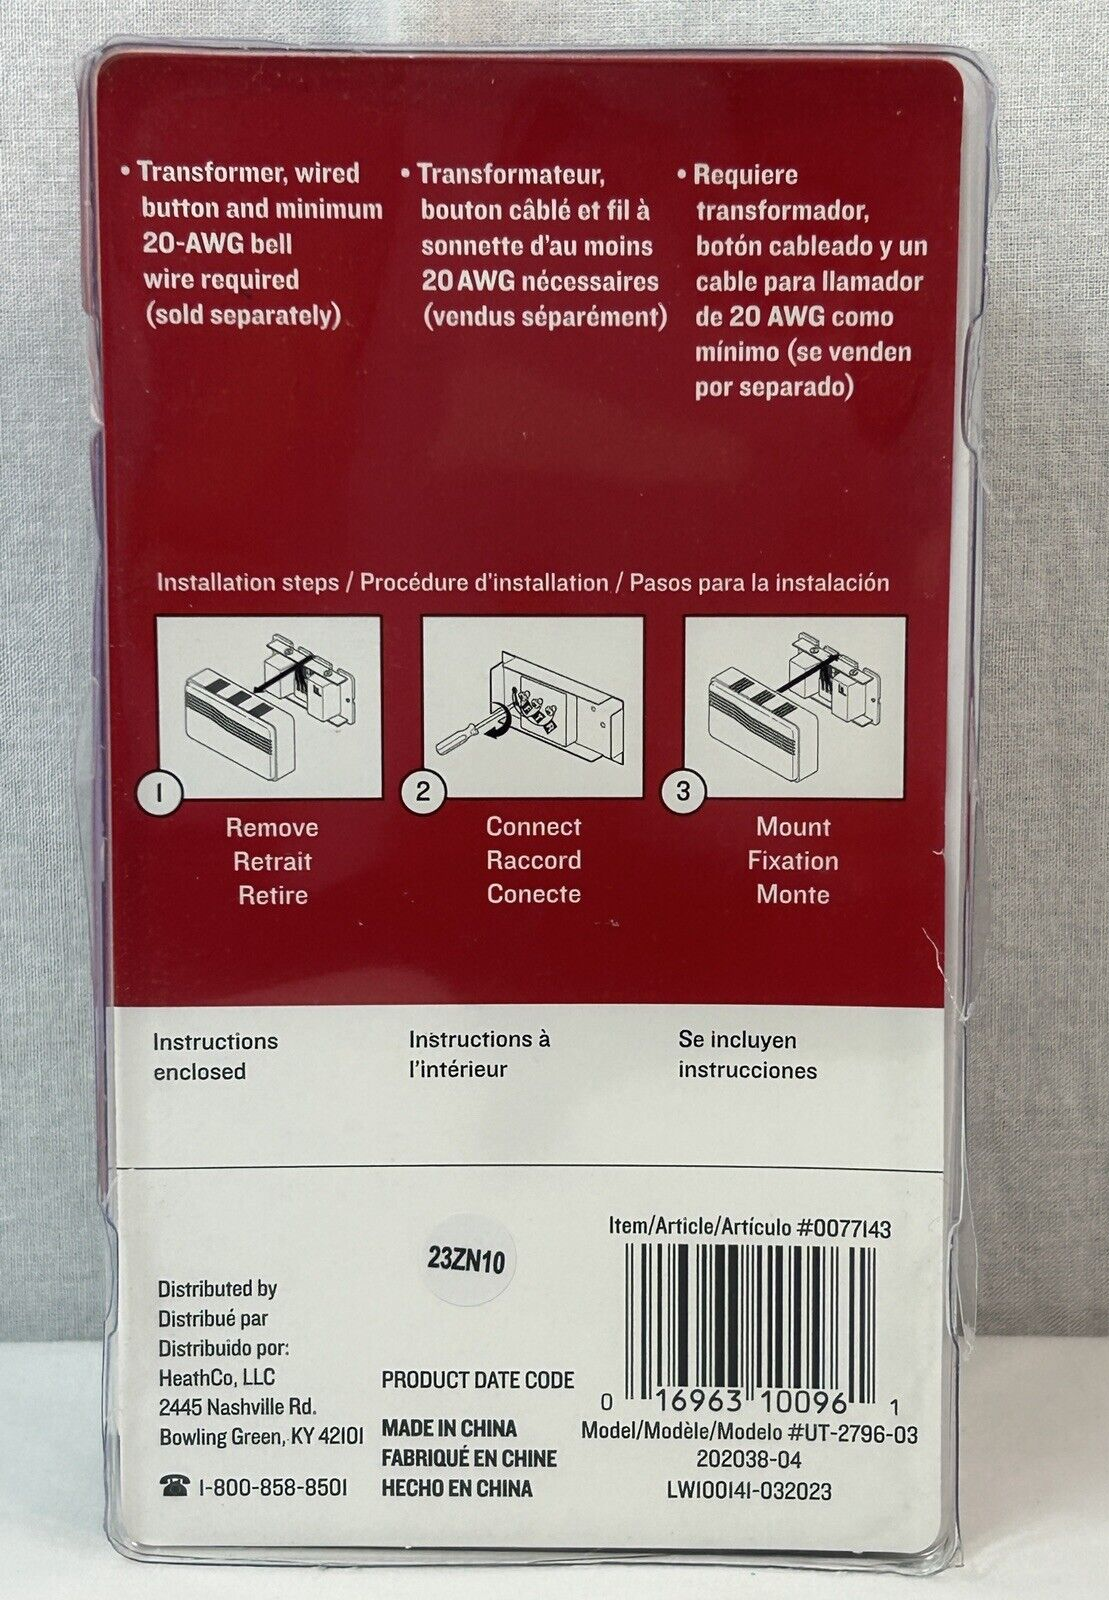 • Transformer, wired
button and minimum
20-AWG bell
wire required
(sold separately)
• Transformateur,
bouton câblé et fil à
sonnette d'au moins
20 AWG nécessaires
(vendus séparément)
• Requiere
transformador,
botón cableado y un
cable para llamador
de 20 AWG como
mínimo (se venden
por separado)
Installation steps / Procédure d'installation / Pasos para la instalación
1
Remove
Retrait
Retire
2
Connect
Raccord
Conecte
3
Mount
Fixation
Monte
Instructions
enclosed
Instructions à
l'intérieur
Se incluyen
instrucciones
Distributed by
Distribué par
Distribuido por:
HeathCo, LLC
2445 Nashville Rd.
Bowling Green, KY 42101
1-800-858-8501
23ZN10
PRODUCT DATE CODE
MADE IN CHINA
FABRIQUÉ EN CHINE
HECHO EN CHINA
Item/Article/Artículo #0077143
0 16963 10096 1
Model/Modèle/Modelo #UT-2796-03
202038-04
LW100141-032023